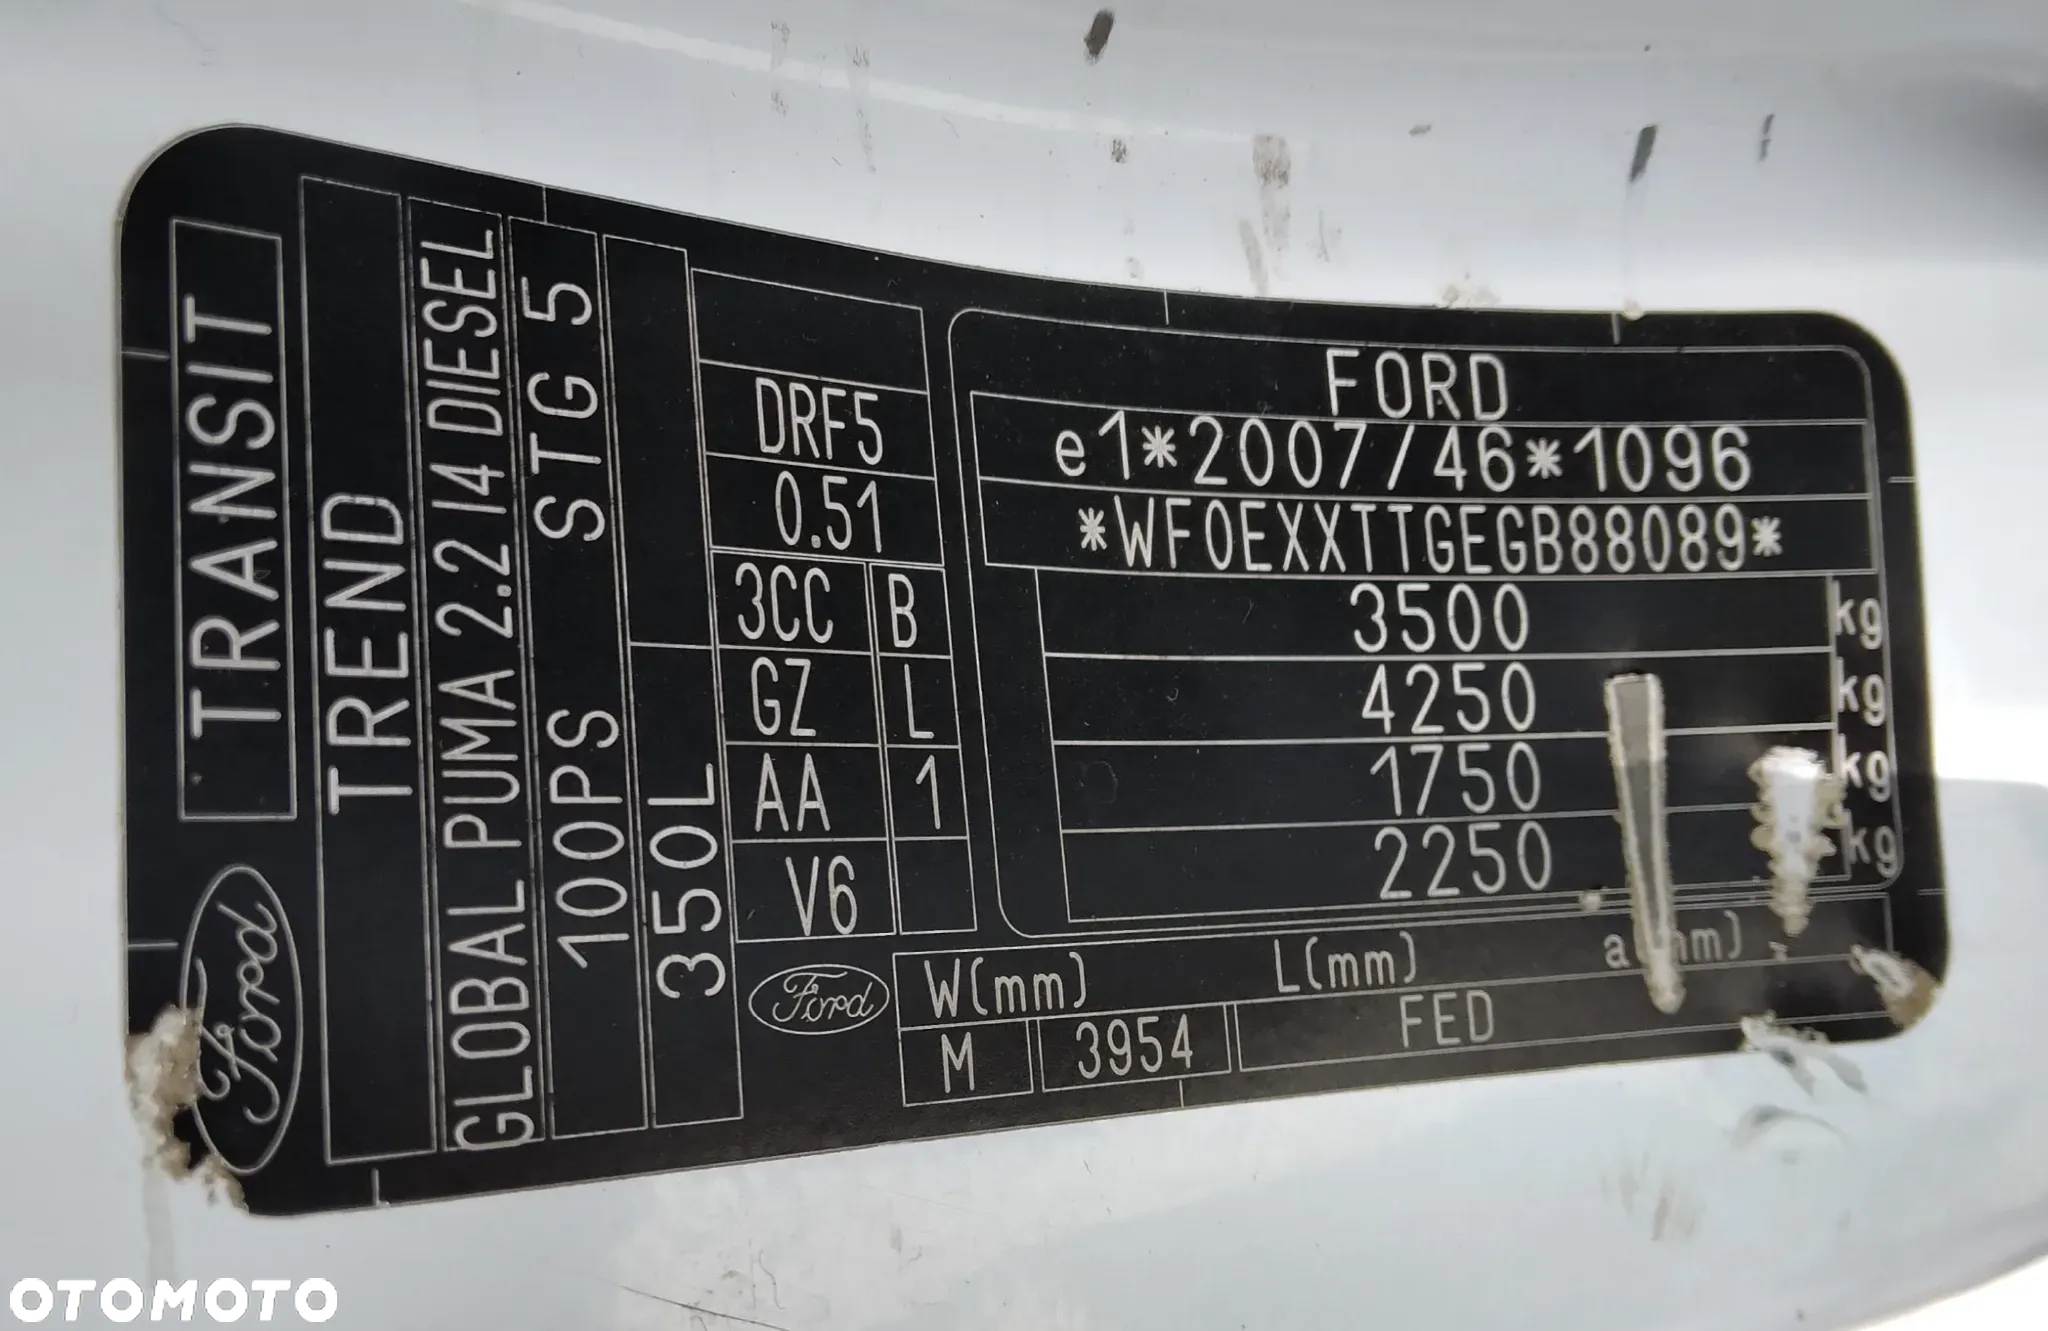 TRANSIT
Ford
TREND
GLOBAL PUMA 2.2 I4 DIESEL
100PS STG 5
350L
DRF5
0.51
3CC B
GZ L
AA 1
V6
FORD
e1*2007/46*1096
*WF0EXXTTGEGB88089*
3500 kg
4250 kg
1750 kg
2250 kg
Ford
W(mm) L(mm)
M 3954 FED
OTOMOTO